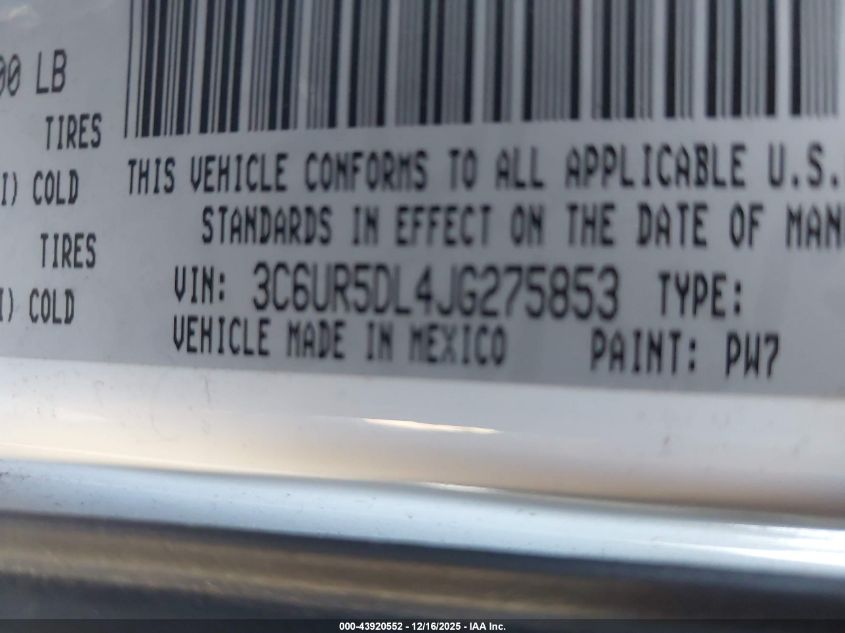 00 LB
TIRES
I) COLD
TIRES
I) COLD
THIS VEHICLE CONFORMS TO ALL APPLICABLE U.S.
STANDARDS IN EFFECT ON THE DATE OF MAN
VIN: 3C6UR5DL4JG275853 TYPE:
VEHICLE MADE IN MEXICO PAINT: PW7
000-43920552 - 12/16/2025 - IAA Inc.